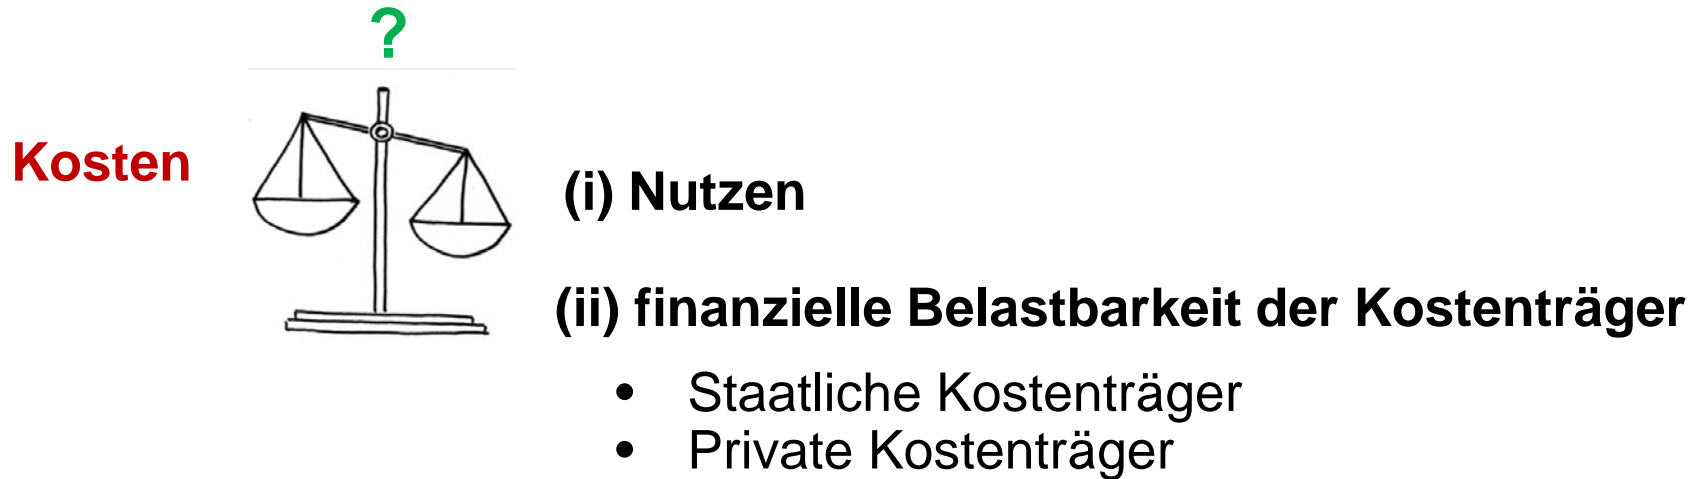 ?
Kosten
(i) Nutzen
(ii) finanzielle Belastbarkeit der Kostenträger
• Staatliche Kostenträger
• Private Kostenträger